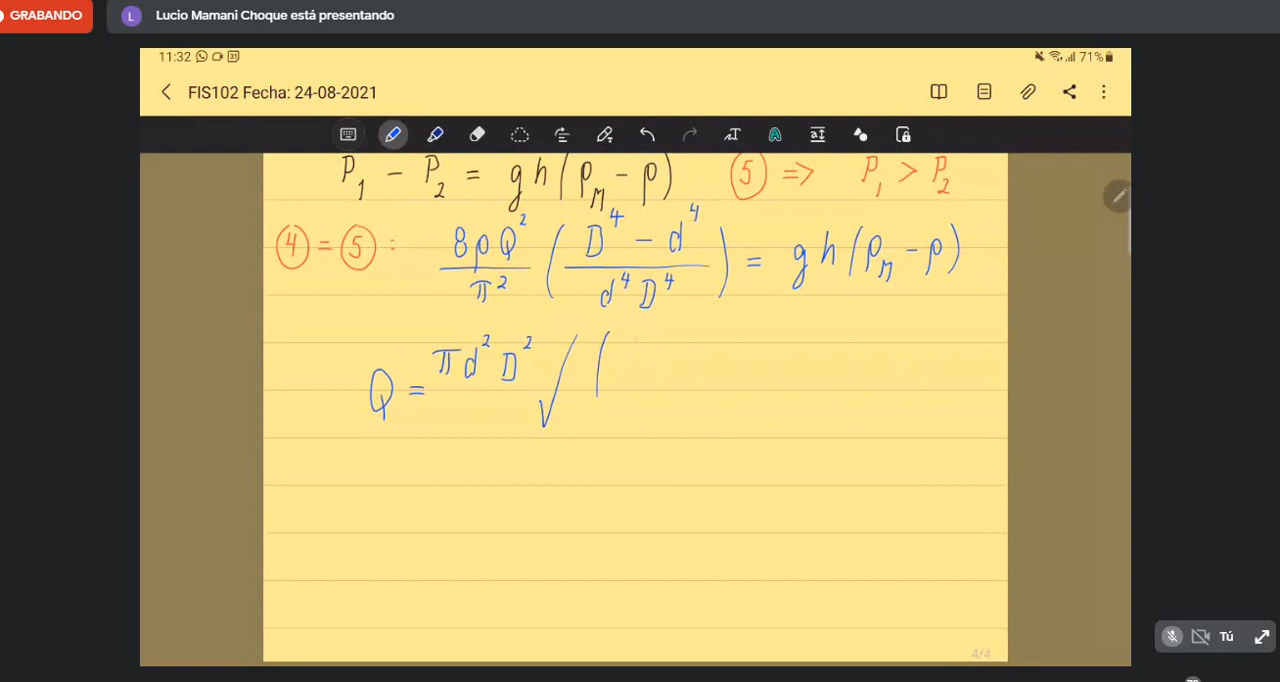 GRABANDO
L Lucio Mamani Choque está presentando
11:32 31 71%
FIS102 Fecha: 24-08-2021
P₁ - P₂ = gh(ρ_M - ρ) ⑤ => P₁ > P₂
④ = ⑤ : 8ρQ²/π² (D⁴ - d⁴ / d⁴D⁴) = gh(ρ_M - ρ)
Q = πd²D² √(
4/4
Tú